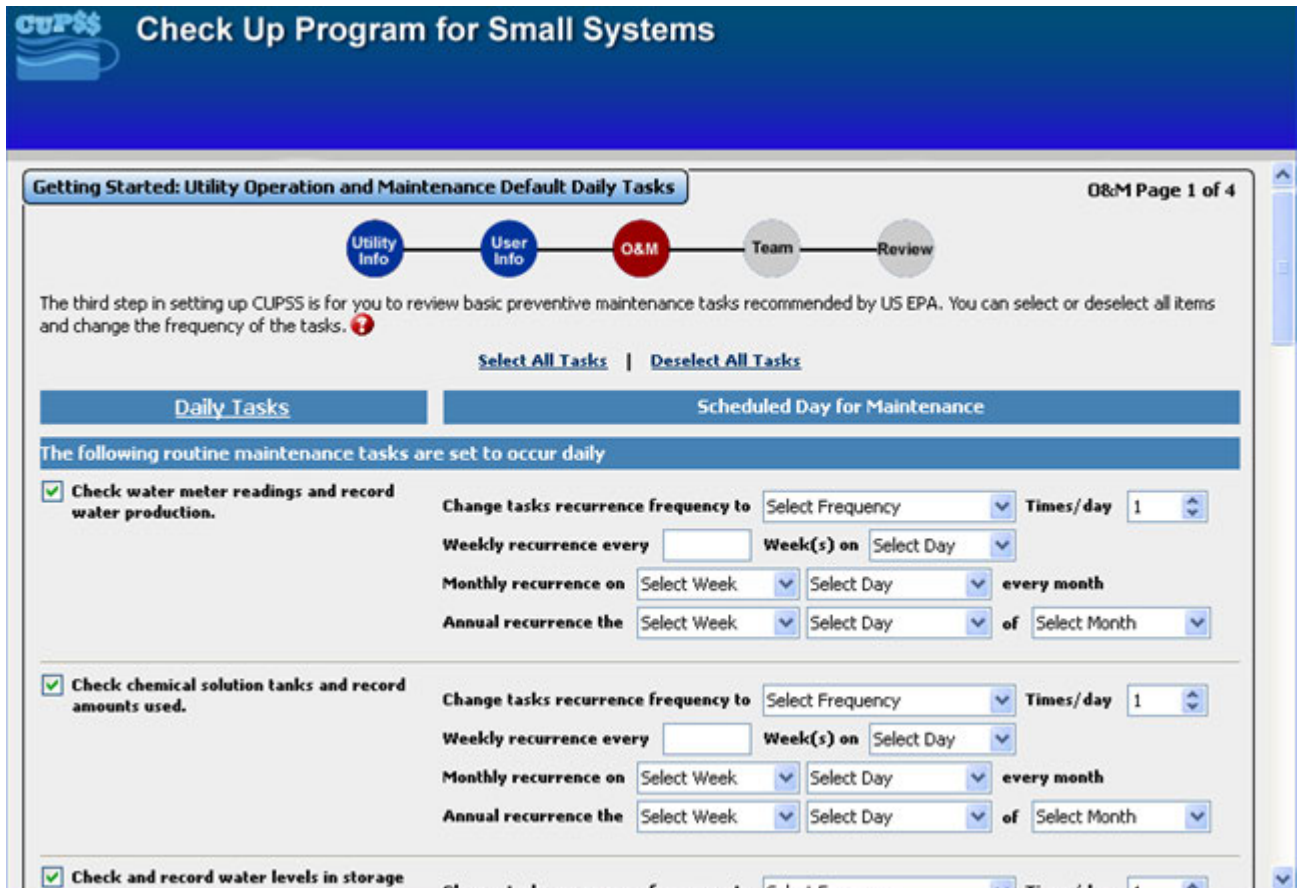 CUP$$
Check Up Program for Small Systems
Getting Started: Utility Operation and Maintenance Default Daily Tasks
O&M Page 1 of 4
Utility Info
User Info
O&M
Team
Review
The third step in setting up CUPSS is for you to review basic preventive maintenance tasks recommended by US EPA. You can select or deselect all items
and change the frequency of the tasks. ?
Select All Tasks | Deselect All Tasks
Daily Tasks
Scheduled Day for Maintenance
The following routine maintenance tasks are set to occur daily
Check water meter readings and record
water production.
Change tasks recurrence frequency to Select Frequency Times/day 1
Weekly recurrence every Week(s) on Select Day
Monthly recurrence on Select Week Select Day every month
Annual recurrence the Select Week Select Day of Select Month
Check chemical solution tanks and record
amounts used.
Change tasks recurrence frequency to Select Frequency Times/day 1
Weekly recurrence every Week(s) on Select Day
Monthly recurrence on Select Week Select Day every month
Annual recurrence the Select Week Select Day of Select Month
Check and record water levels in storage